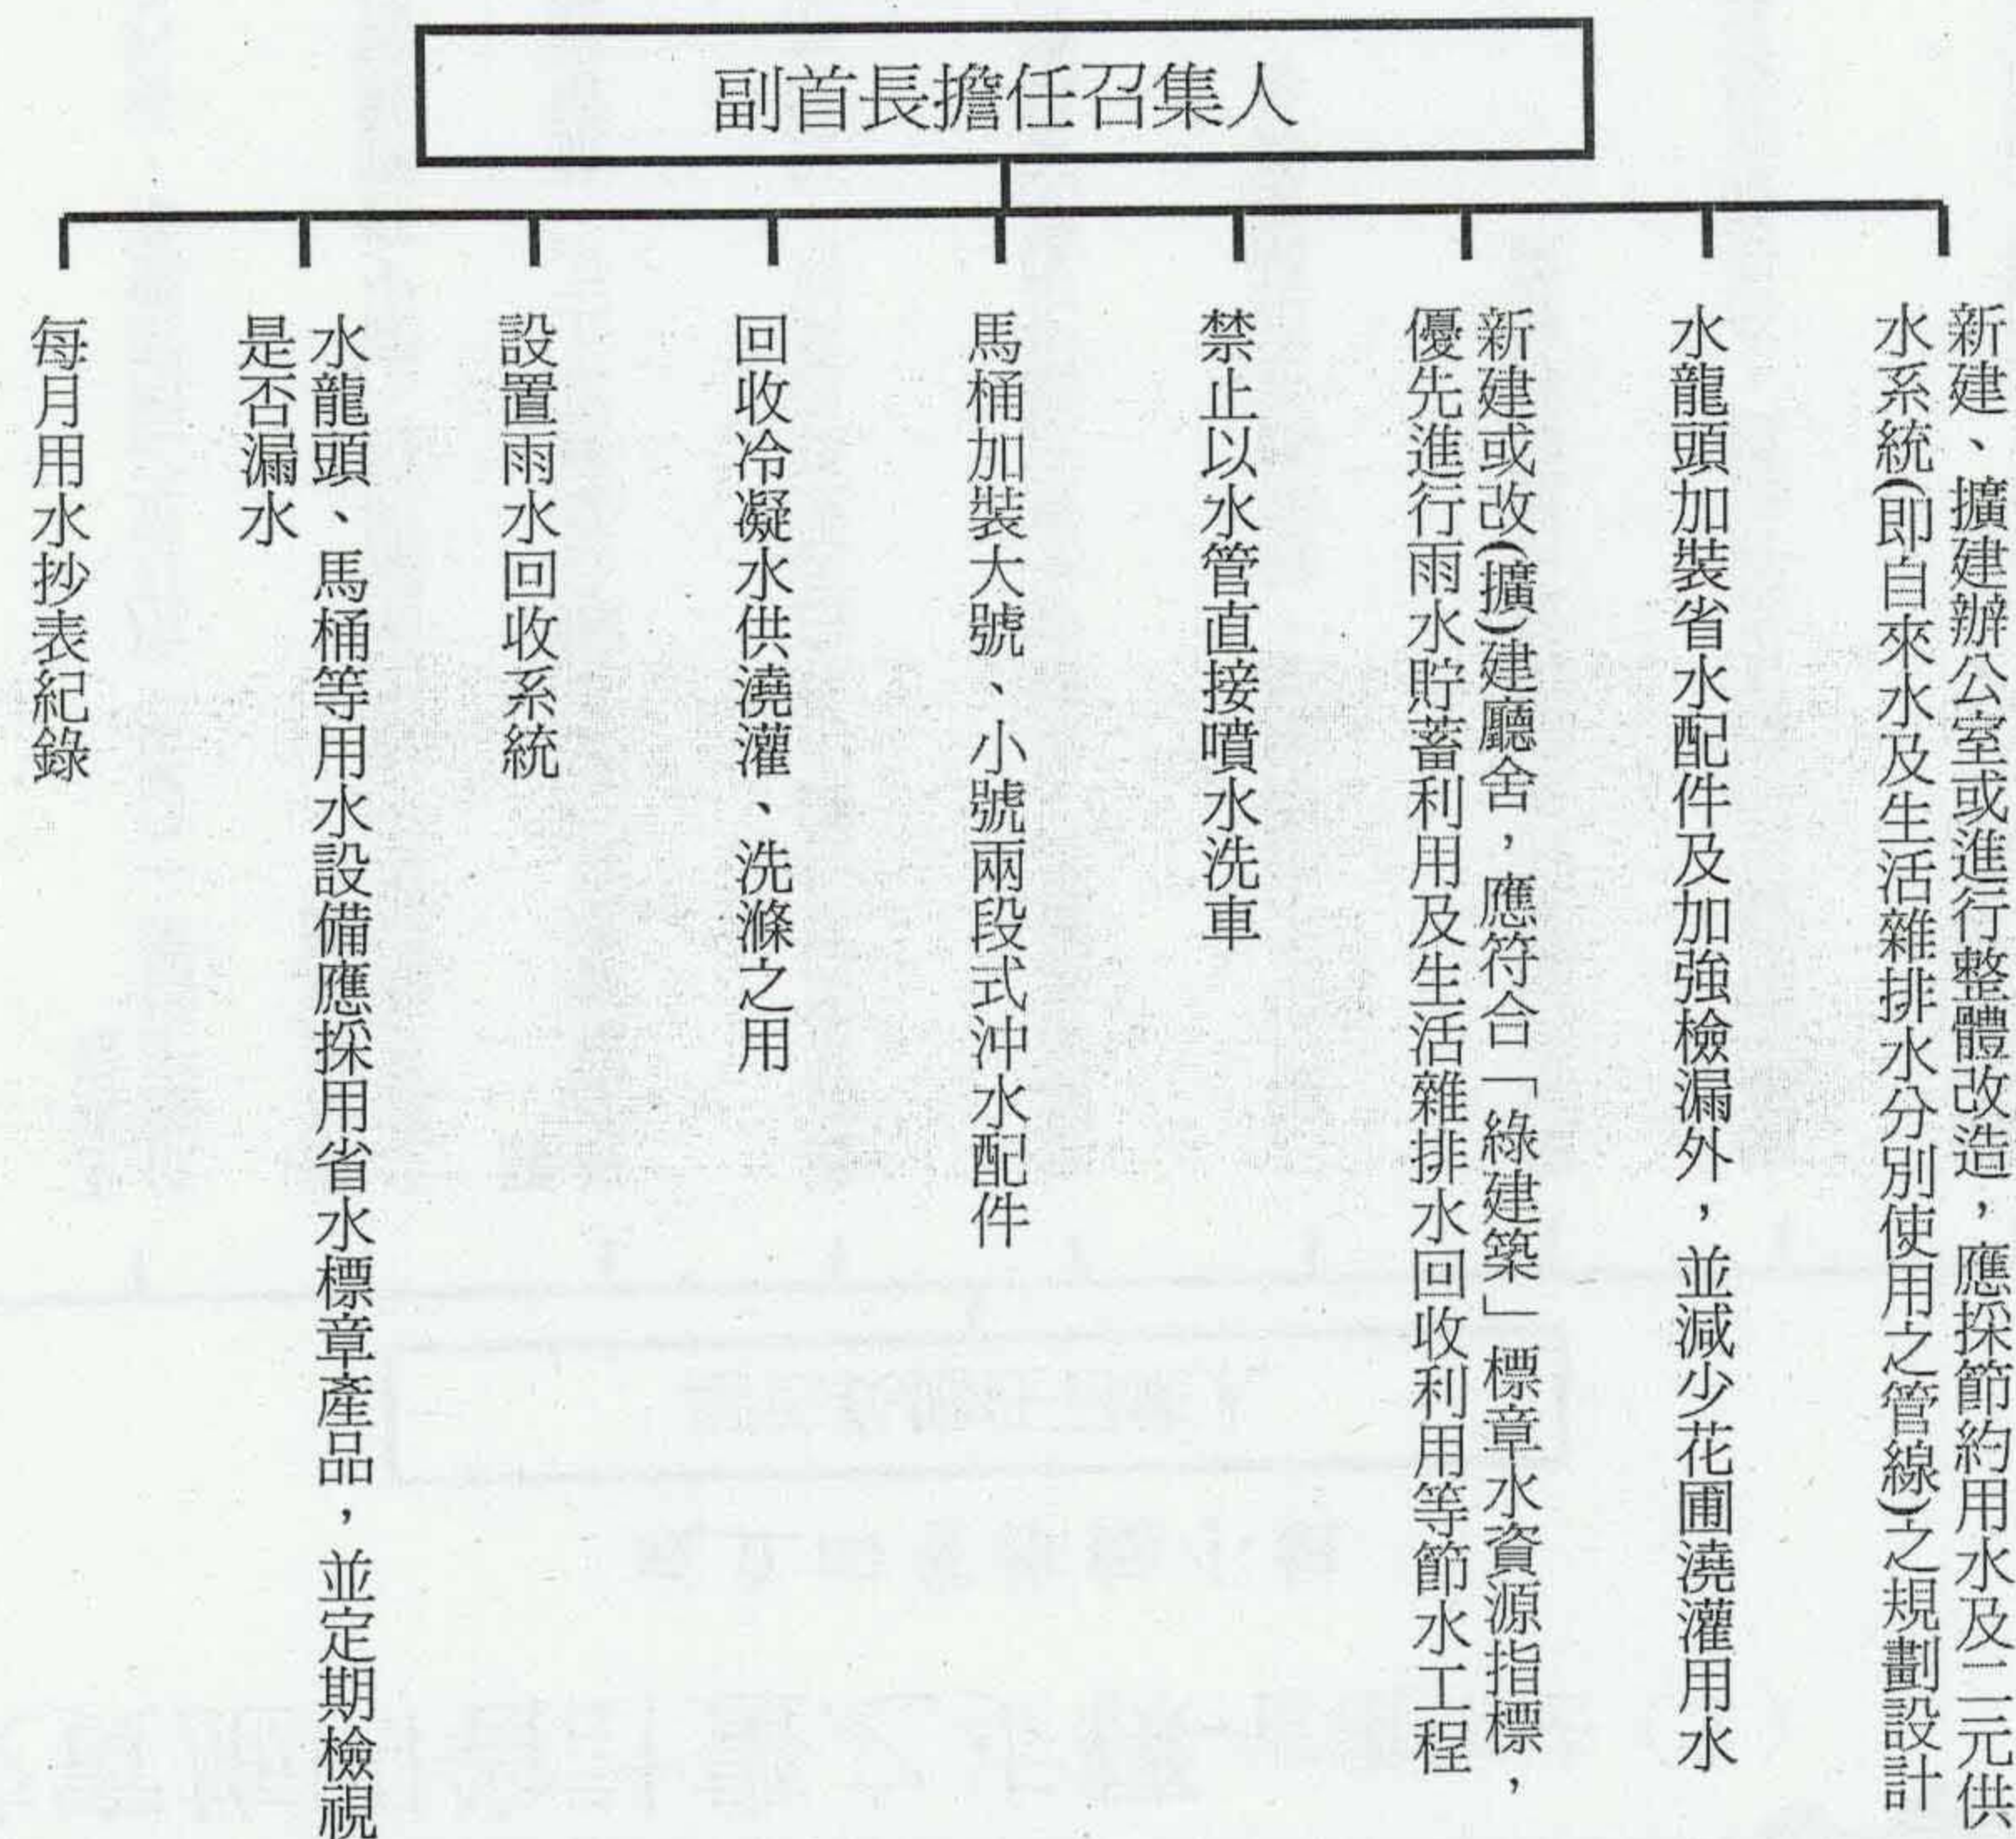 副首長擔任召集人
新建、擴建辦公室或進行整體改造，應採節約用水及二元供
水系統(即自來水及生活雜排水分別使用之管線)之規劃設計
水龍頭加裝省水配件及加強檢漏外，並減少花圃澆灌用水
新建或改(擴)建廳舍，應符合「綠建築」標章水資源指標，
優先進行雨水貯蓄利用及生活雜排水回收利用等節水工程
禁止以水管直接噴水洗車
馬桶加裝大號、小號兩段式沖水配件
回收冷凝水供澆灌、洗滌之用
設置雨水回收系統
水龍頭、馬桶等用水設備應採用省水標章產品，並定期檢視
是否漏水
每月用水抄表紀錄